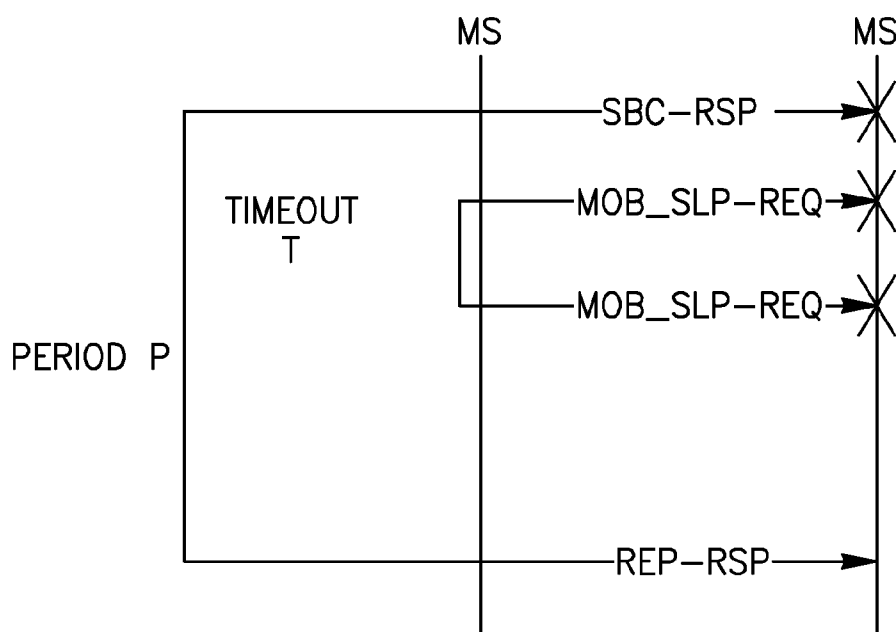 MS
MS
SBC-RSP
MOB_SLP-REQ
TIMEOUT
T
MOB_SLP-REQ
PERIOD P
REP-RSP